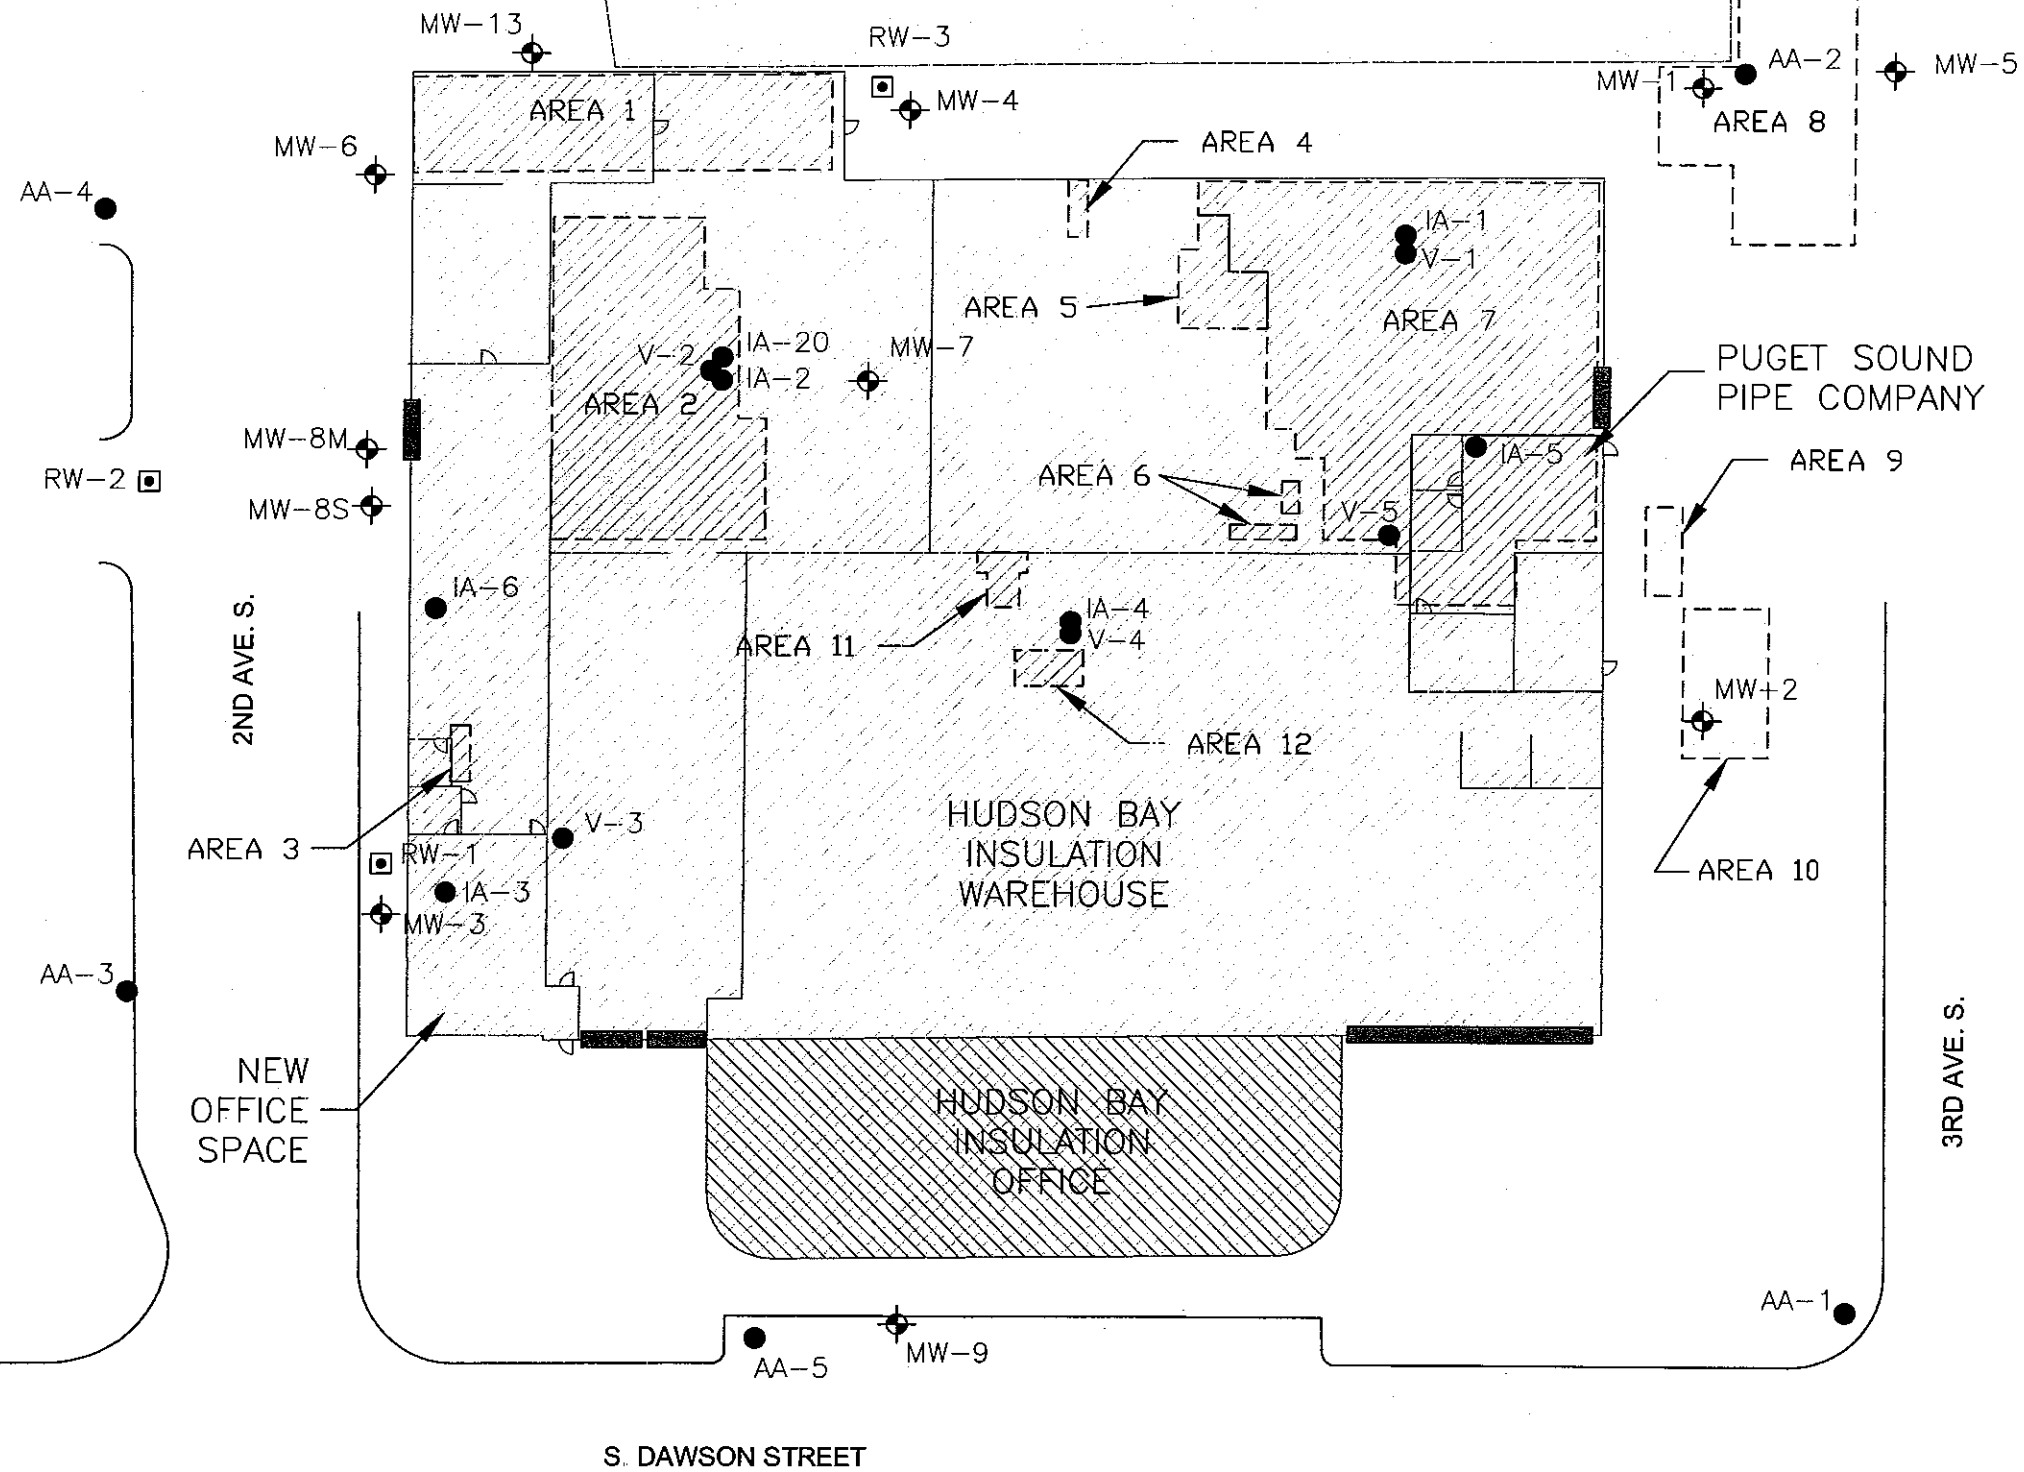 MW-13
RW-3
AA-2
MW-5
MW-1
MW-4
AREA 1
AREA 8
MW-6
AREA 4
AA-4
IA-1
V-1
AREA 5
AREA 7
IA-20
V-2
MW-7
IA-2
AREA 2
PUGET SOUND
PIPE COMPANY
MW-8M
IA-5
AREA 9
RW-2
AREA 6
MW-8S
V-5
IA-6
IA-4
V-4
2ND AVE. S.
AREA 11
MW-2
AREA 12
HUDSON BAY
INSULATION
WAREHOUSE
V-3
AREA 3
RW-1
AREA 10
IA-3
MW-3
AA-3
3RD AVE. S.
NEW
OFFICE
SPACE
HUDSON BAY
INSULATION
OFFICE
AA-1
MW-9
AA-5
S. DAWSON STREET